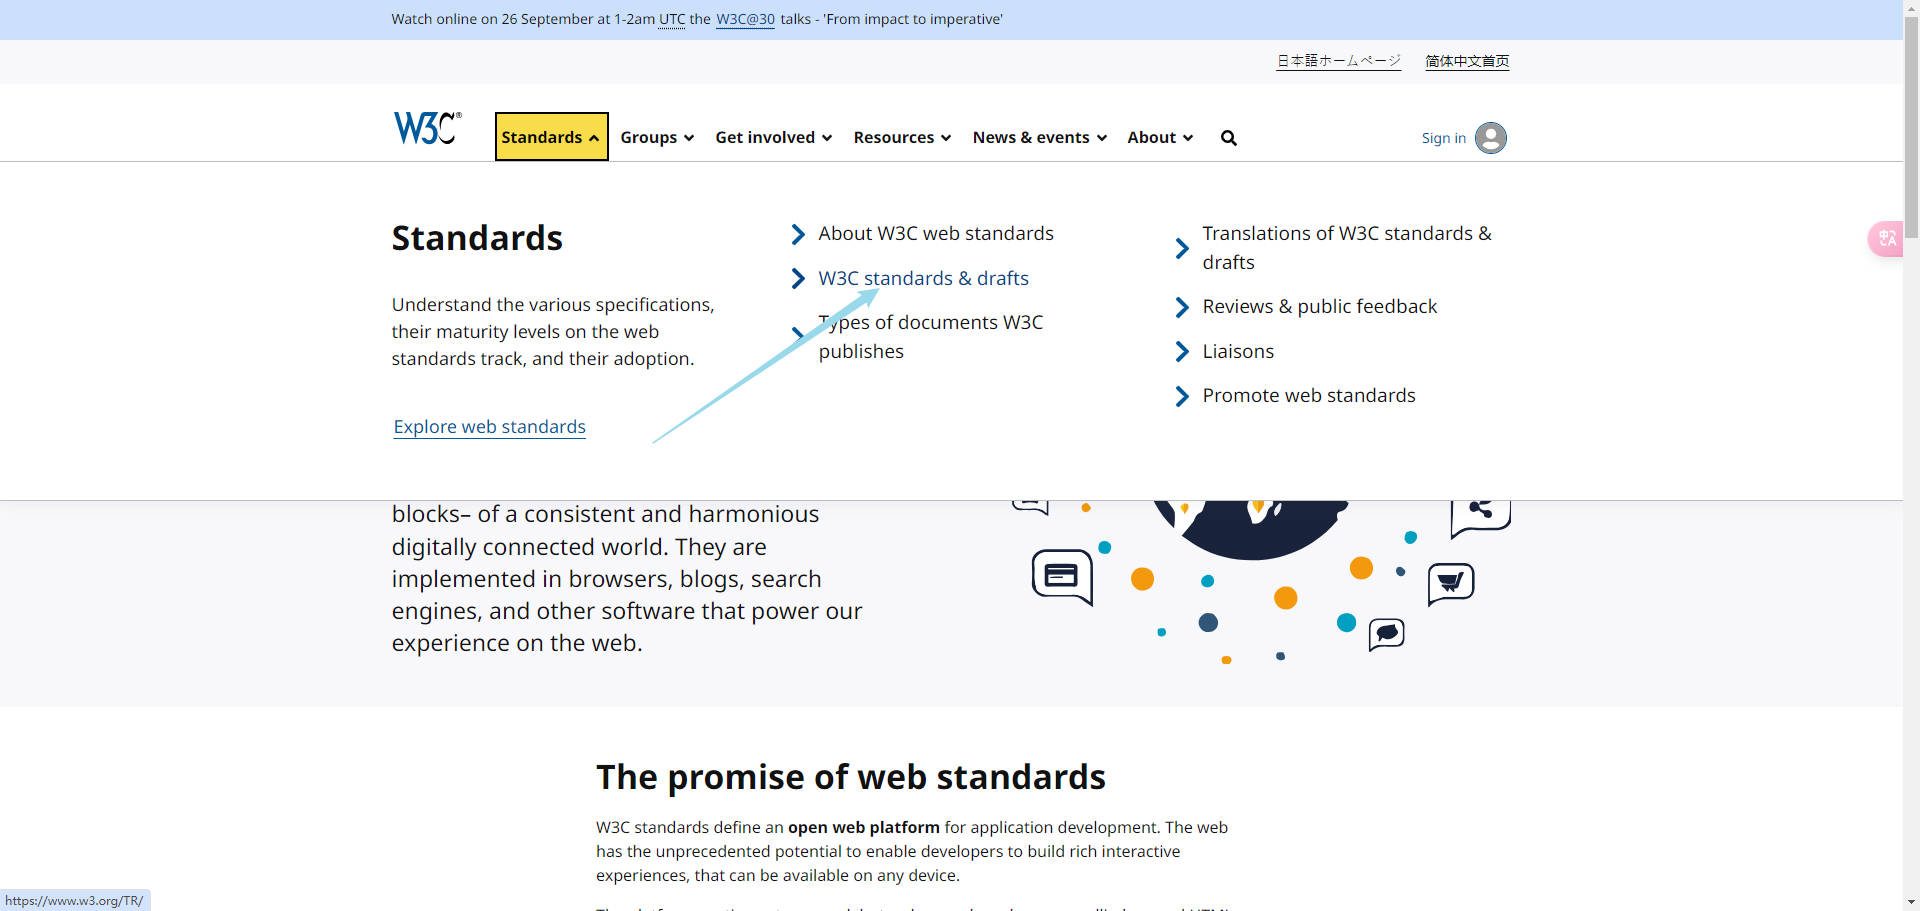 Watch online on 26 September at 1-2am UTC the W3C@30 talks - 'From impact to imperative'
日本語ホームページ 简体中文首页
W3C®
Standards Groups Get involved Resources News & events About
Sign in
Standards
Understand the various specifications,
their maturity levels on the web
standards track, and their adoption.
Explore web standards
About W3C web standards
W3C standards & drafts
Types of documents W3C
publishes
Translations of W3C standards &
drafts
Reviews & public feedback
Liaisons
Promote web standards
中A
blocks– of a consistent and harmonious
digitally connected world. They are
implemented in browsers, blogs, search
engines, and other software that power our
experience on the web.
The promise of web standards
W3C standards define an open web platform for application development. The web
has the unprecedented potential to enable developers to build rich interactive
experiences, that can be available on any device.
https://www.w3.org/TR/